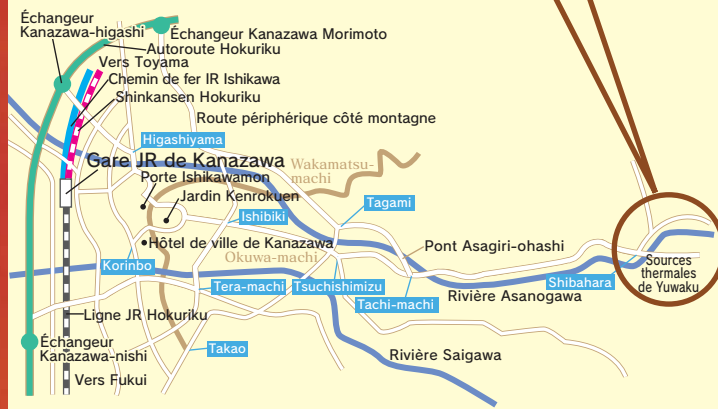 Échangeur
Kanazawa-higashi
Échangeur Kanazawa Morimoto
Autoroute Hokuriku
Vers Toyama
Chemin de fer IR Ishikawa
Shinkansen Hokuriku
Route périphérique côté montagne
Higashiyama
Gare JR de Kanazawa
Wakamatsu-
machi
Porte Ishikawamon
Jardin Kenrokuen
Tagami
Ishibiki
Hôtel de ville de Kanazawa
Pont Asagiri-ohashi
Okuwa-machi
Korinbo
Sources
thermales
de Yuwaku
Shibahara
Tera-machi
Tsuchishimizu
Rivière Asanogawa
Tachi-machi
Ligne JR Hokuriku
Échangeur
Kanazawa-nishi
Takao
Rivière Saigawa
Vers Fukui